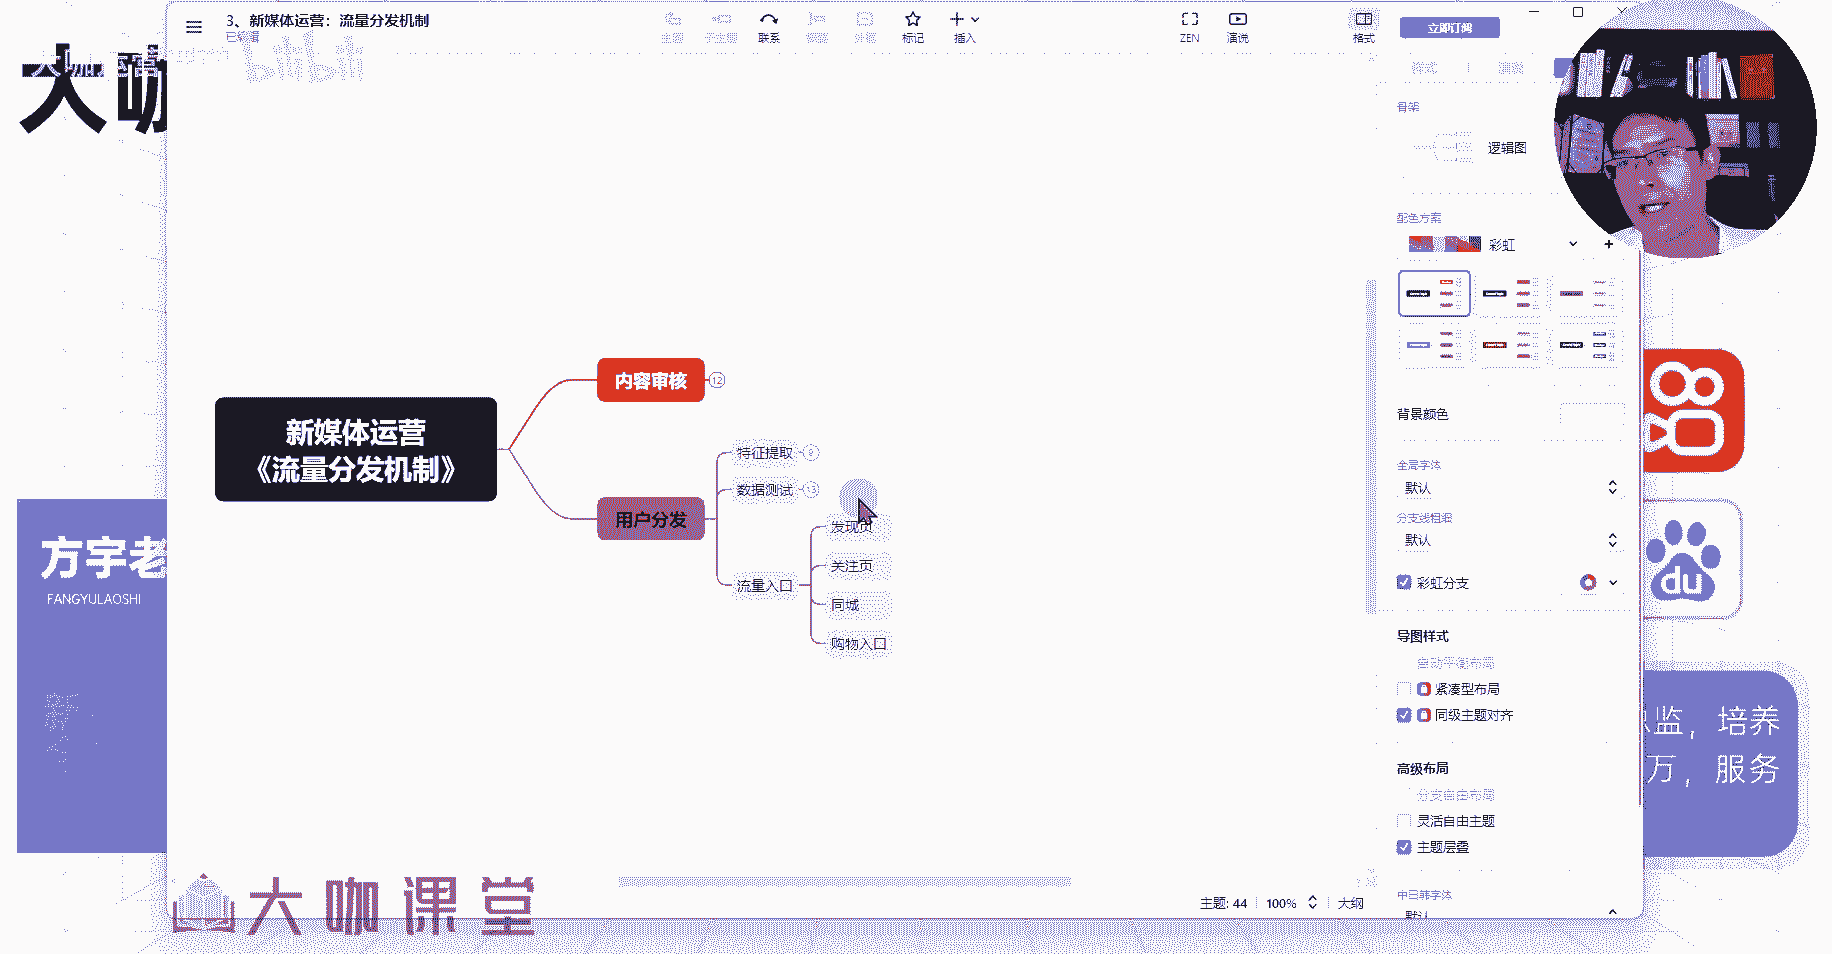 3、新媒体运营：流量分发机制
已编辑
主题
子主题
联系
概要
外框
标记
插入
ZEN
演说
格式
立即订阅
bilibili
大咖
样式
骨架
逻辑图
配色方案
彩虹
背景颜色
全局字体
默认
分支线粗细
默认
彩虹分支
导图样式
自动平衡布局
紧凑型布局
同级主题对齐
高级布局
分支自由布局
灵活自由主题
主题层叠
中日韩字体
默认
新媒体运营
《流量分发机制》
内容审核
12
用户分发
特征提取
9
数据测试
13
流量入口
发现页
关注页
同城
购物入口
方宇老
FANGYULAOSHI
du
总监，培养
万，服务
大咖课堂
主题: 44
100%
大纲